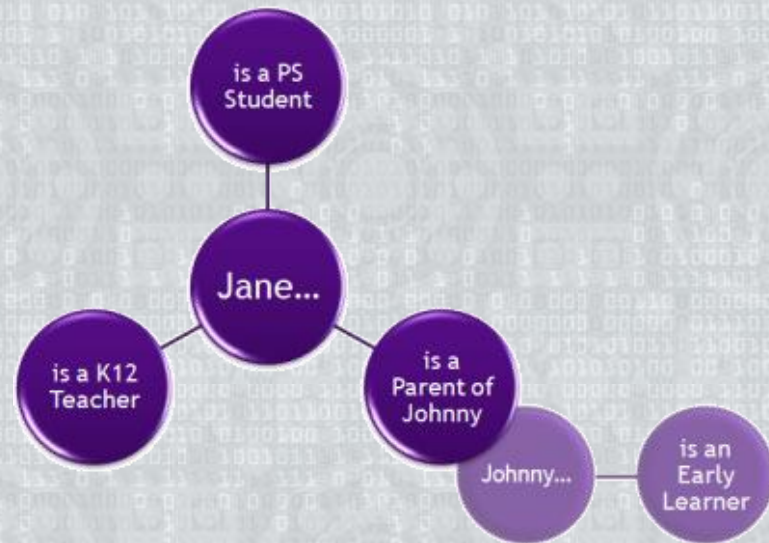 is a PS
Student
Jane...
is a K12
Teacher
is a
Parent of
Johnny
Johnny...
is an
Early
Learner